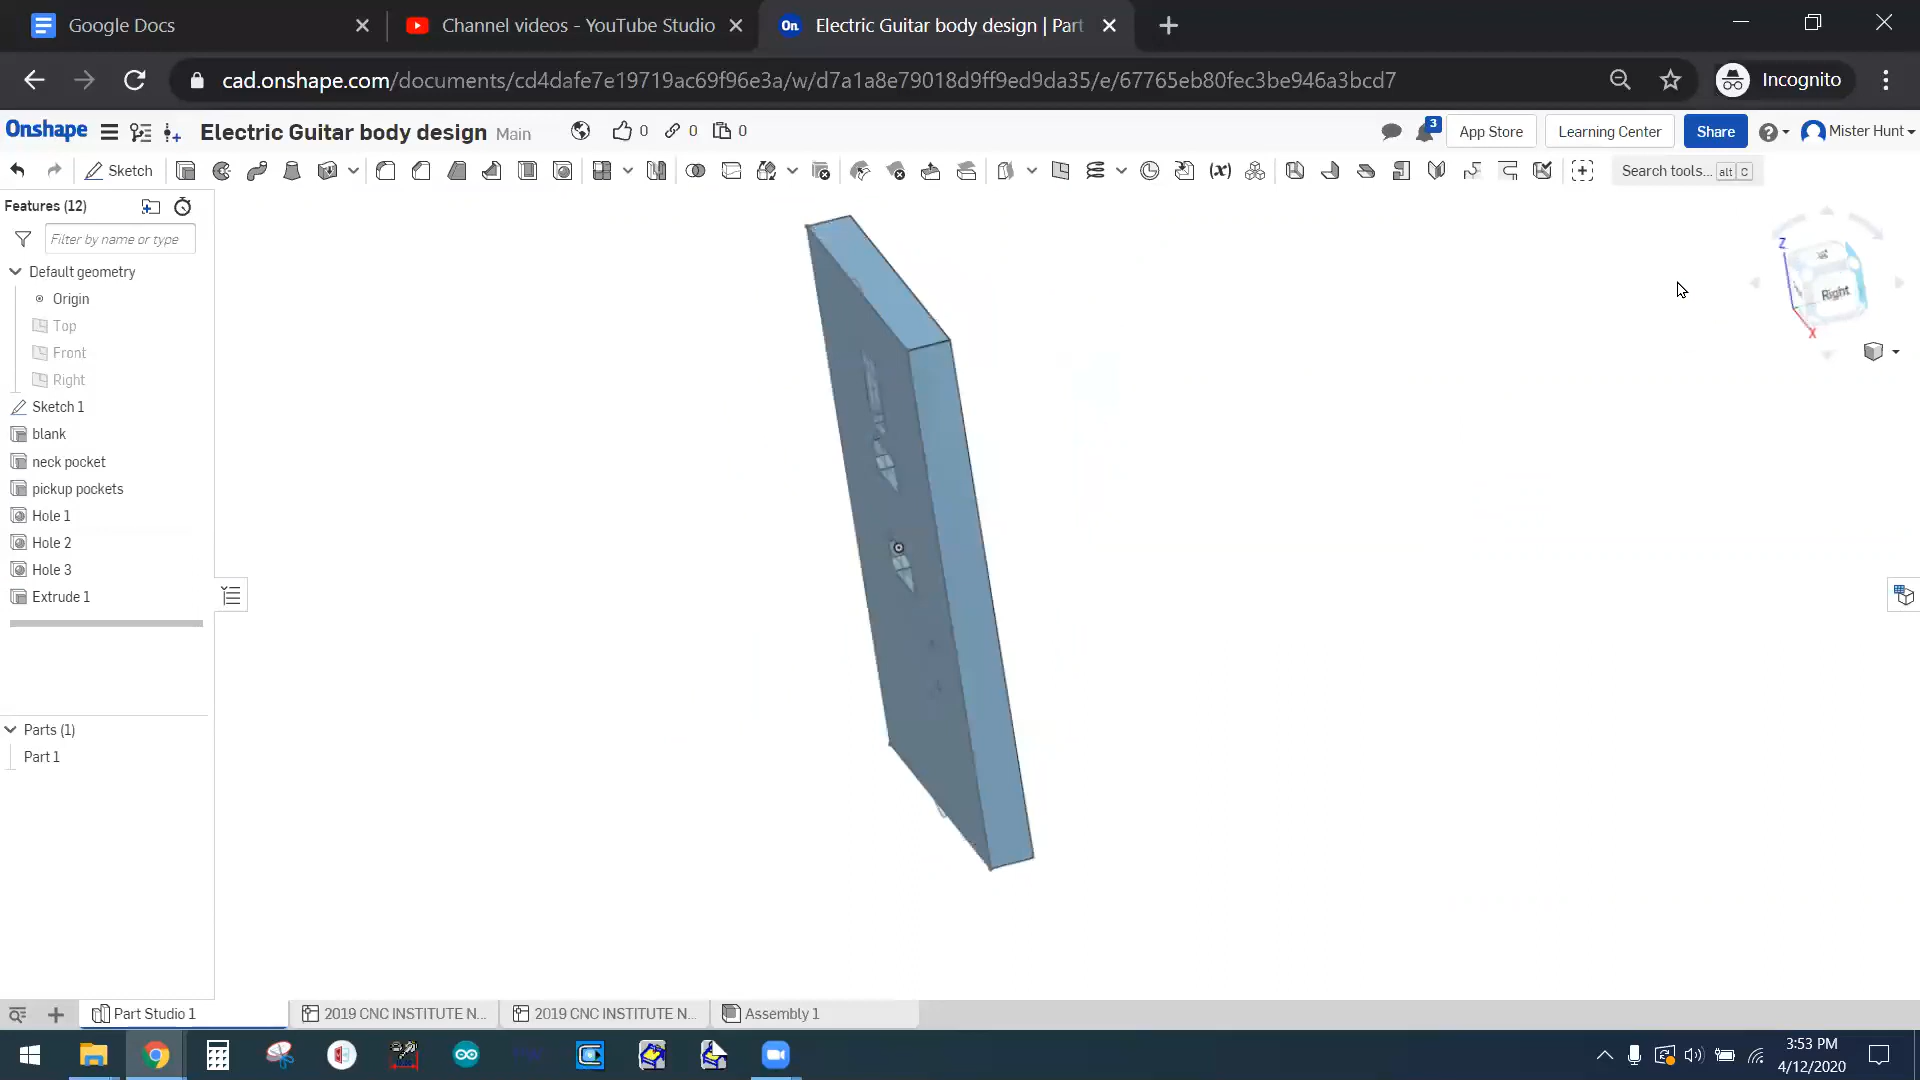 Google Docs
Channel videos - YouTube Studio
On Electric Guitar body design | Part
cad.onshape.com/documents/cd4dafe7e19719ac69f96e3a/w/d7a1a8e79018d9ff9ed9da35/e/67765eb80fec3be946a3bcd7
Incognito
Onshape
Electric Guitar body design Main
0 0 0
3
App Store
Learning Center
Share
Mister Hunt
Sketch
(x)
Search tools... alt C
Features (12)
Filter by name or type
Default geometry
Origin
Top
Front
Right
Sketch 1
blank
neck pocket
pickup pockets
Hole 1
Hole 2
Hole 3
Extrude 1
Parts (1)
Part 1
Z
Right
X
Part Studio 1
2019 CNC INSTITUTE N...
2019 CNC INSTITUTE N...
Assembly 1
3:53 PM
4/12/2020